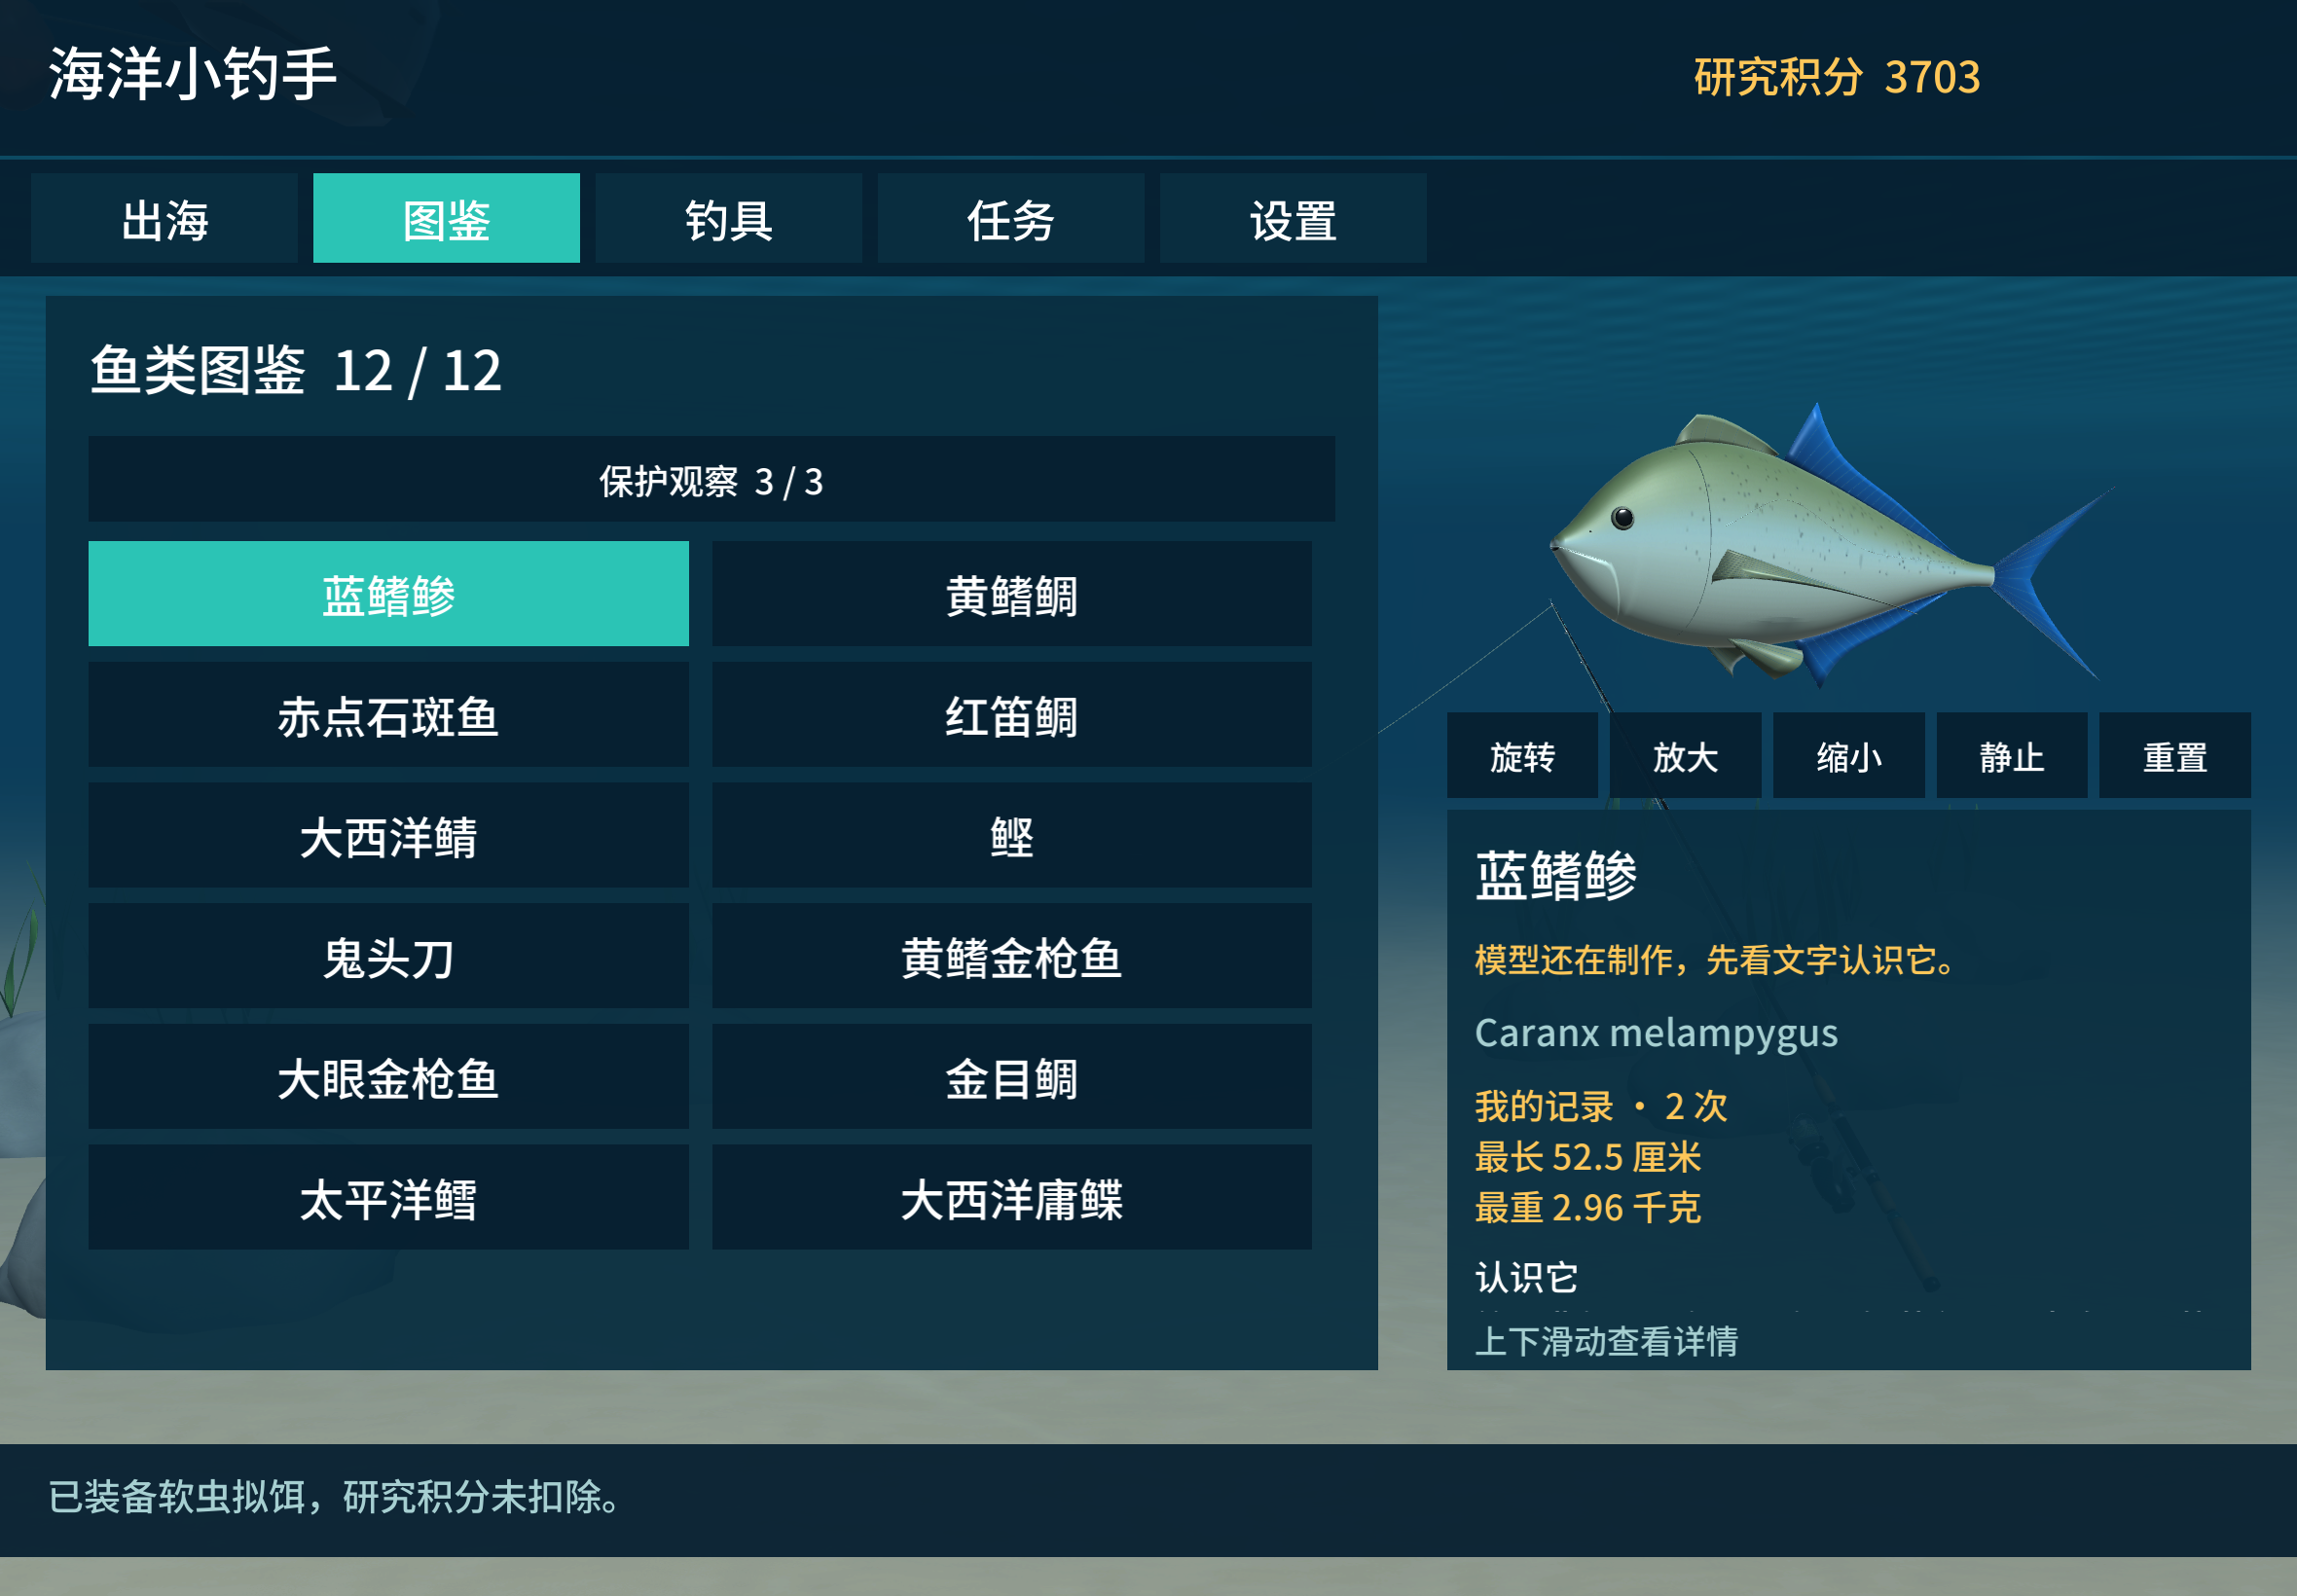 海洋小钓手
研究积分 3703
出海
图鉴
钓具
任务
设置
鱼类图鉴 12 / 12
保护观察 3 / 3
蓝鳍鲹
黄鳍鲷
赤点石斑鱼
红笛鲷
大西洋鲭
鲣
鬼头刀
黄鳍金枪鱼
大眼金枪鱼
金目鲷
太平洋鳕
大西洋庸鲽
旋转
放大
缩小
静止
重置
蓝鳍鲹
模型还在制作，先看文字认识它。
Caranx melampygus
我的记录 · 2 次
最长 52.5 厘米
最重 2.96 千克
认识它
上下滑动查看详情
已装备软虫拟饵，研究积分未扣除。